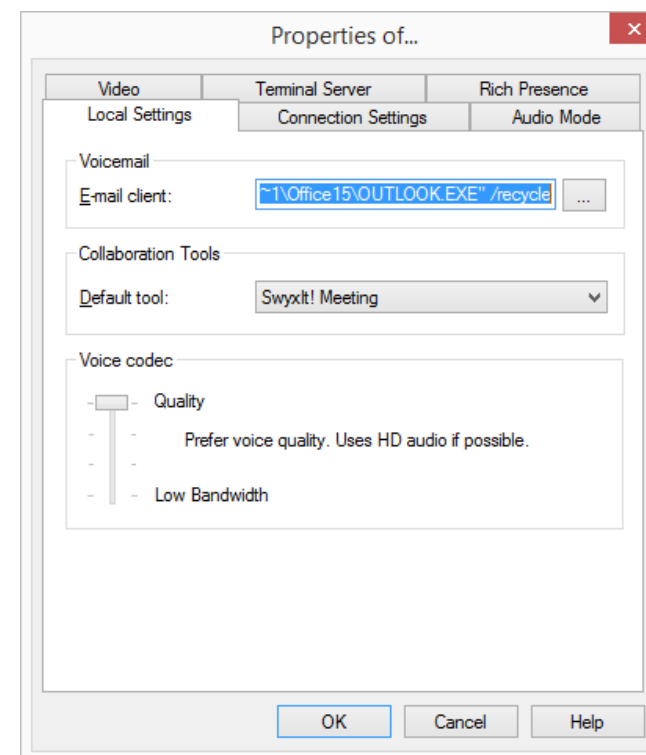 Properties of...
Video Terminal Server Rich Presence
Local Settings Connection Settings Audio Mode
Voicemail
E-mail client: ~1\Office15\OUTLOOK.EXE" /recycle ...
Collaboration Tools
Default tool: SwyxIt! Meeting
Voice codec
Quality
Prefer voice quality. Uses HD audio if possible.
Low Bandwidth
OK Cancel Help